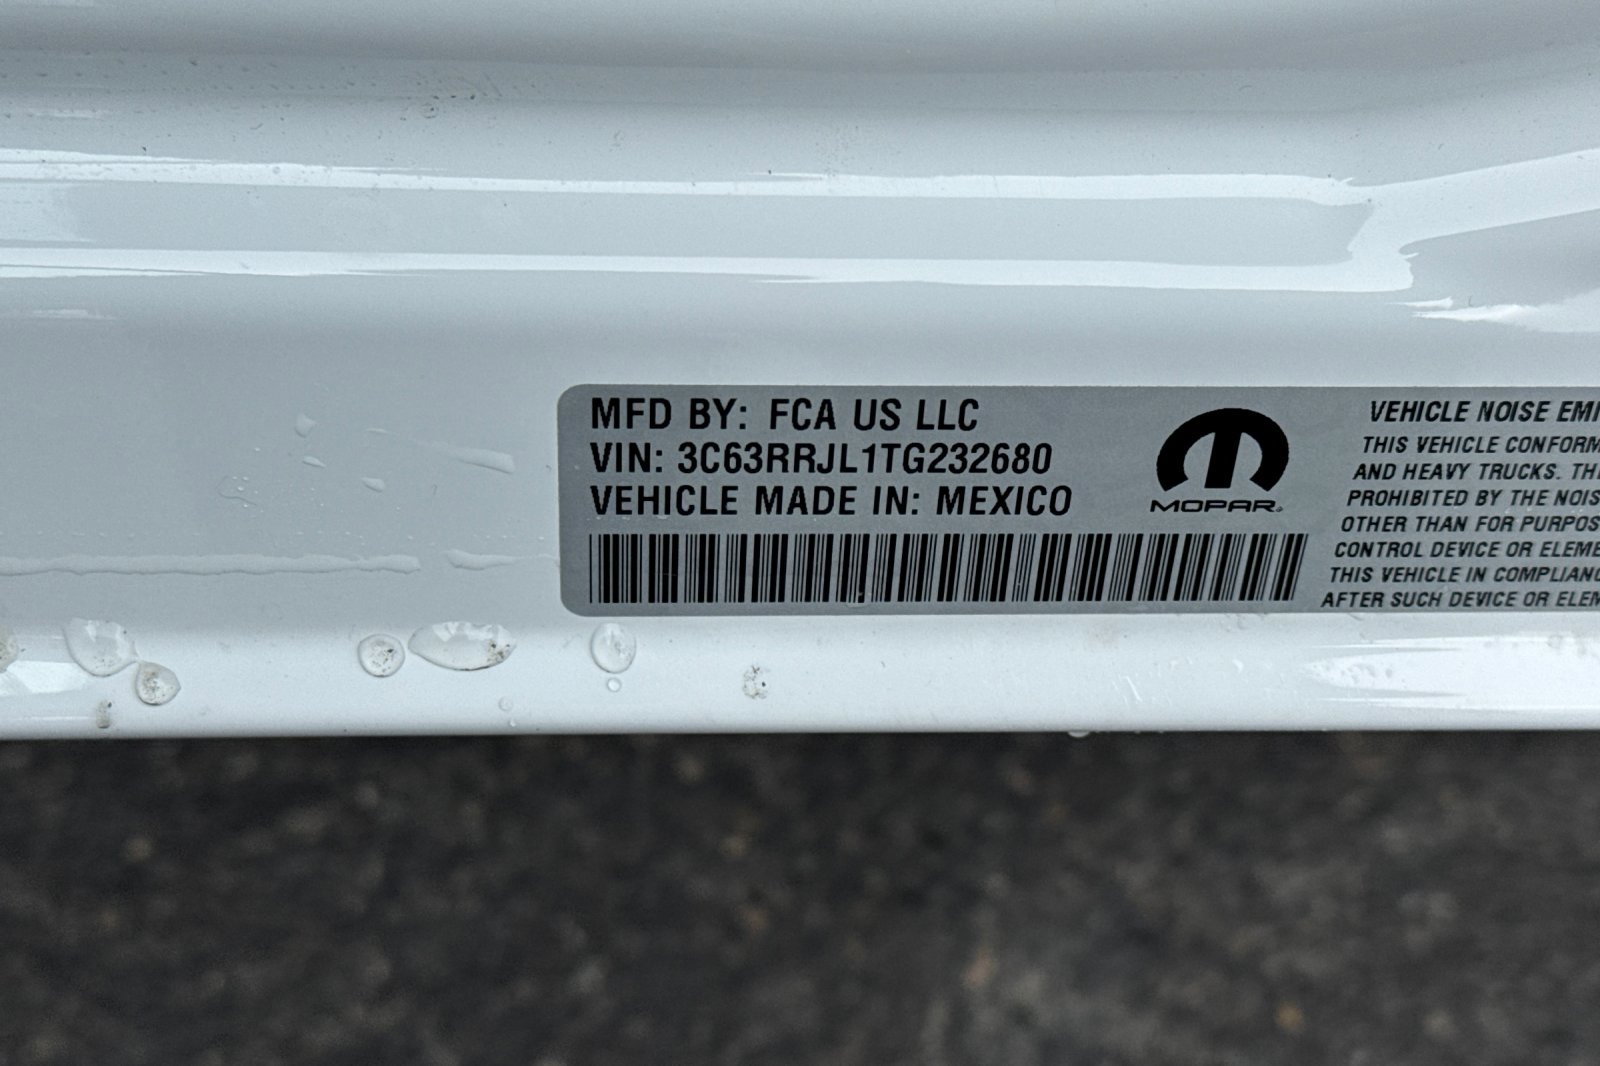 MFD BY: FCA US LLC
VIN: 3C63RRJL1TG232680
VEHICLE MADE IN: MEXICO
MOPAR
VEHICLE NOISE EMI
THIS VEHICLE CONFORM
AND HEAVY TRUCKS. TH
PROHIBITED BY THE NOIS
OTHER THAN FOR PURPOS
CONTROL DEVICE OR ELEME
THIS VEHICLE IN COMPLIANC
AFTER SUCH DEVICE OR ELEM